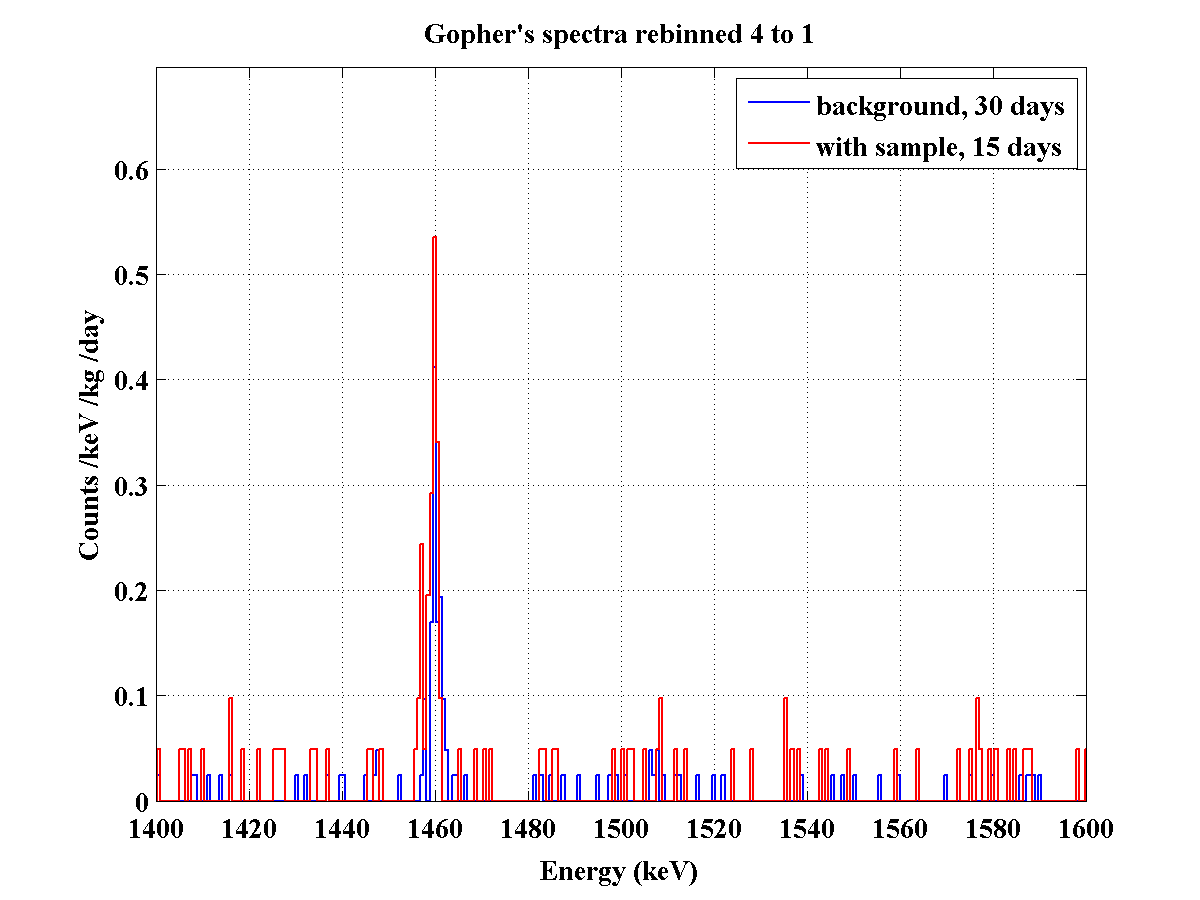 Gopher's spectra rebinned 4 to 1
background, 30 days
with sample, 15 days
0.6
0.5
0.4
0.3
0.2
0.1
0
Counts /keV /kg /day
1400 1420 1440 1460 1480 1500 1520 1540 1560 1580 1600
Energy (keV)